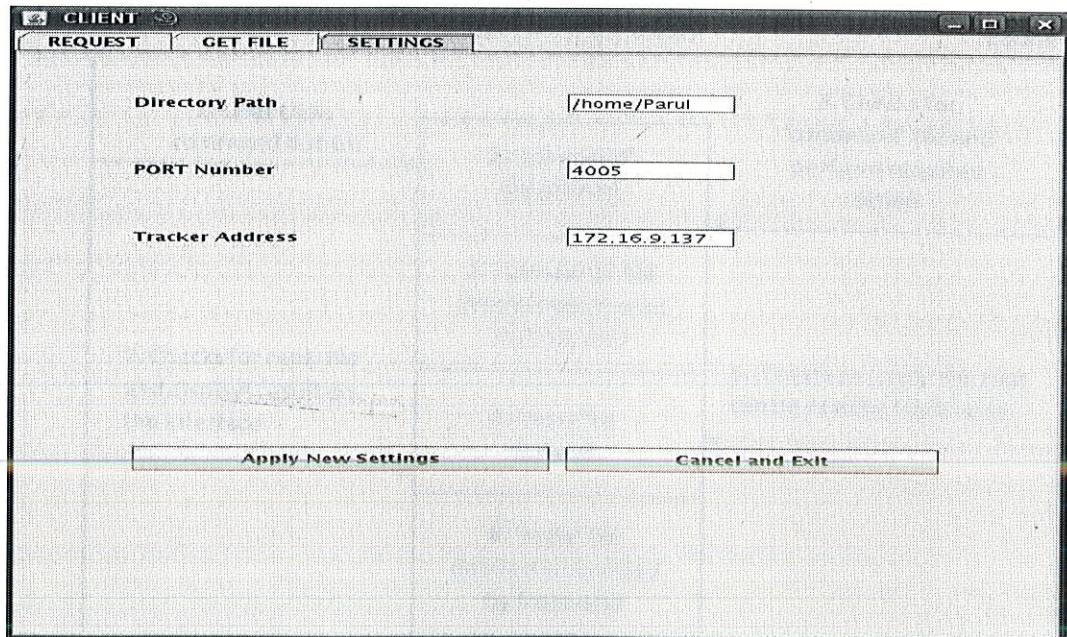 CLIENT
REQUEST GET FILE SETTINGS
Directory Path /home/Parul
PORT Number 4005
Tracker Address 172.16.9.137
Apply New Settings Cancel and Exit